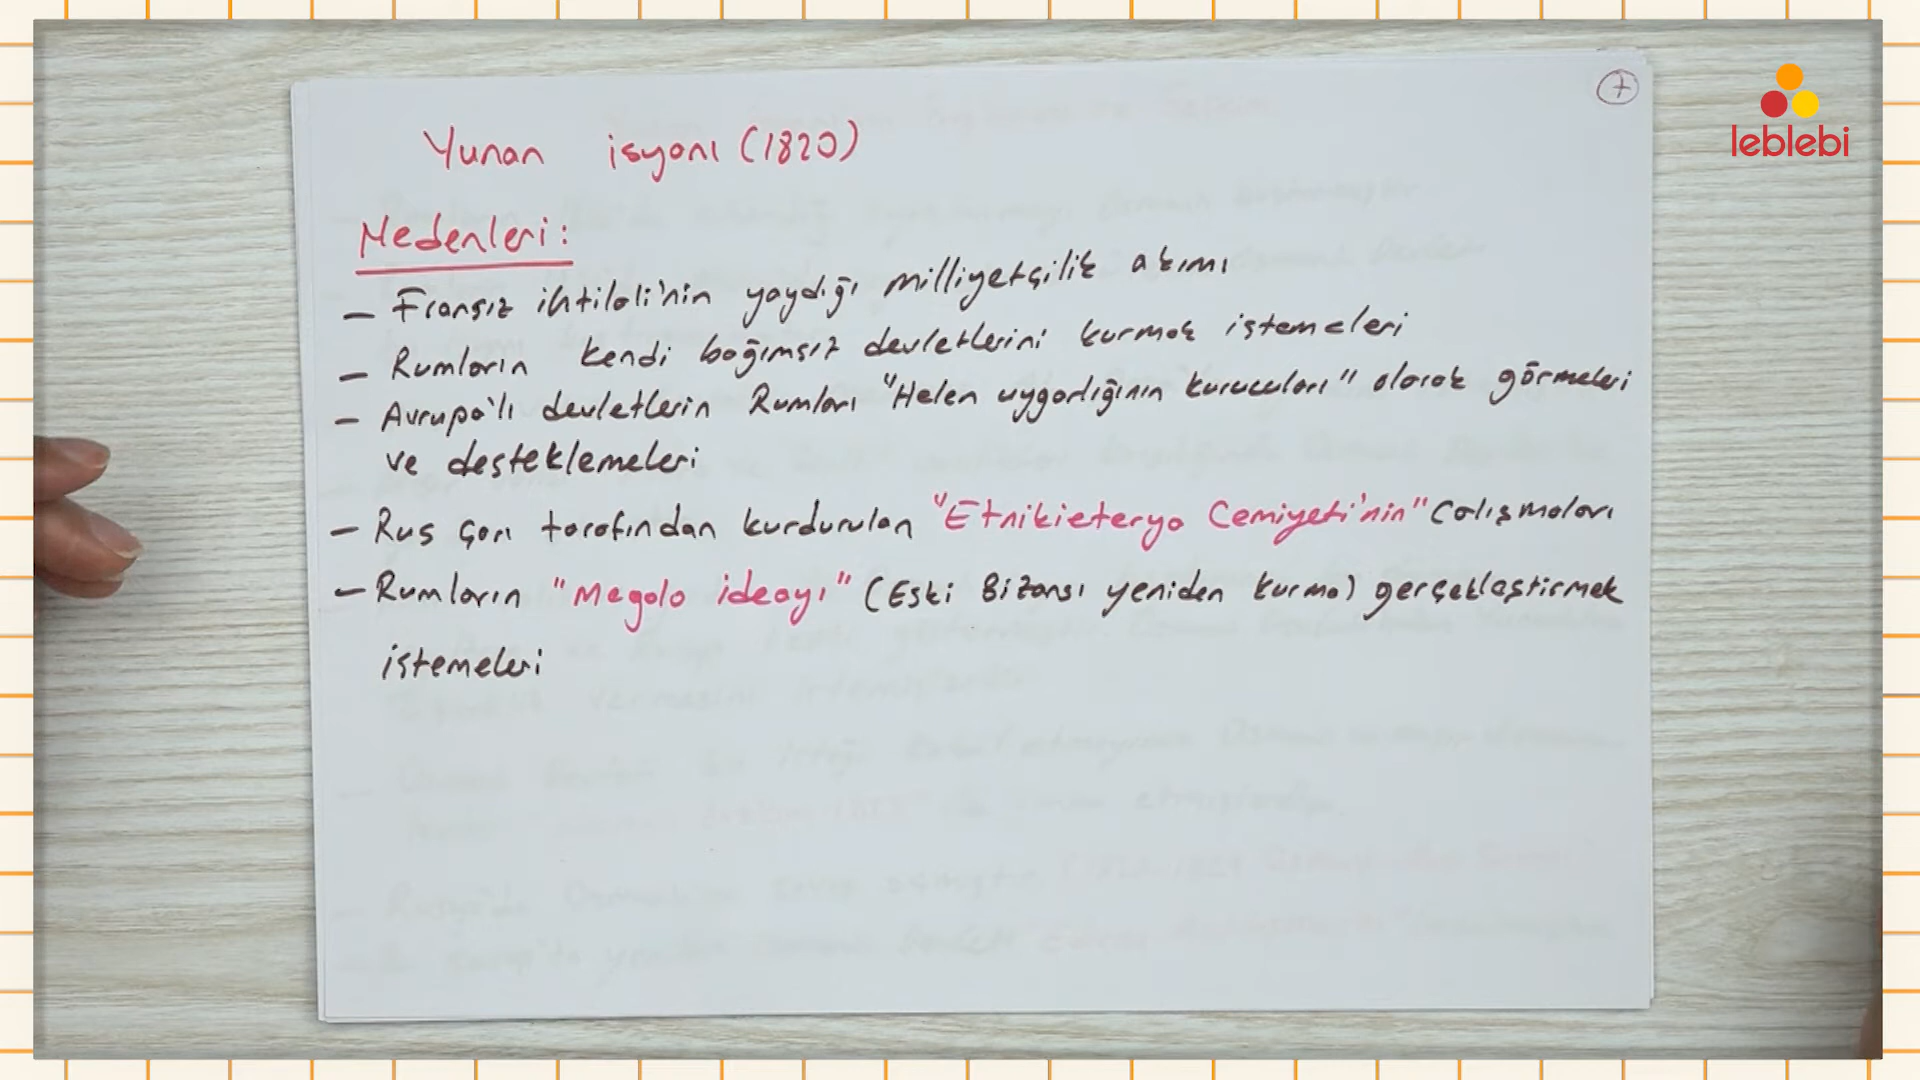 7
leblebi
Yunan isyanı (1820)
Nedenleri:
- Fransız ihtilali'nin yaydığı milliyetçilik akımı
- Rumların kendi bağımsız devletlerini kurmak istemeleri
- Avrupa'lı devletlerin Rumları "Helen uygarlığının kurucuları" olarak görmeleri
ve desteklemeleri
- Rus çarı tarafından kurdurulan "Etnikieterya Cemiyeti'nin" Çalışmaları
- Rumların "Megalo ideayı" (Eski Bizansı yeniden kurma) gerçekleştirmek
istemeleri